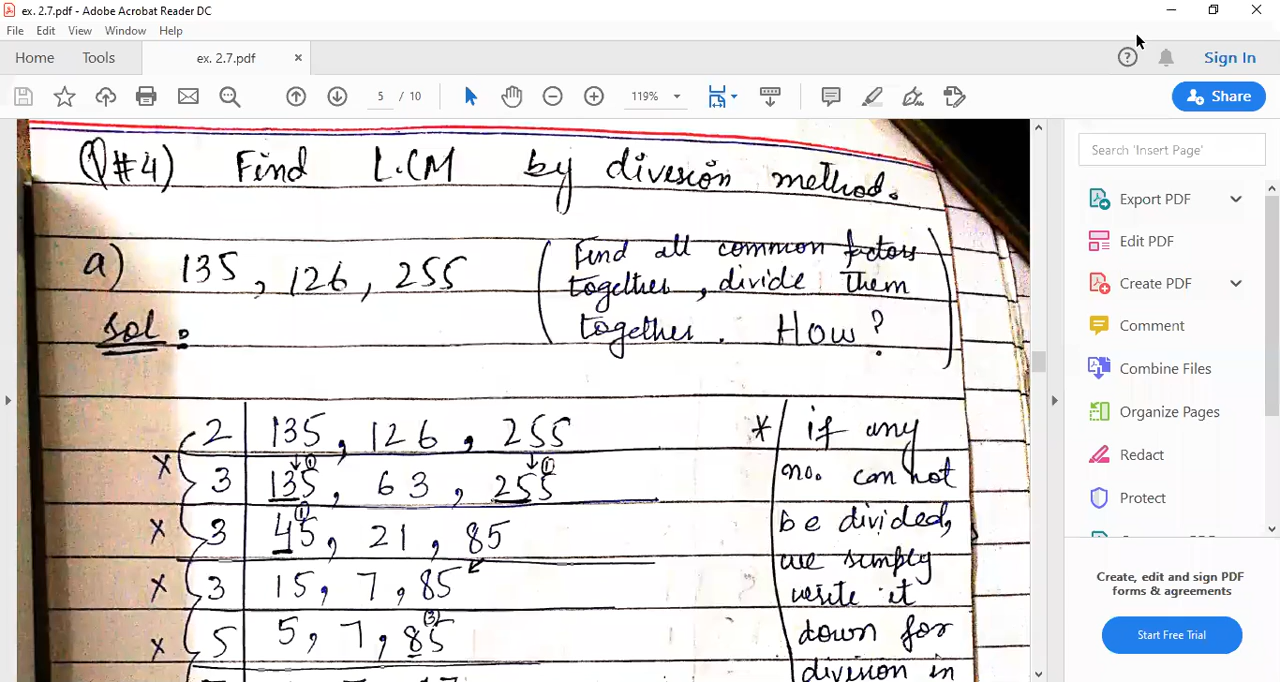 ex. 2.7.pdf - Adobe Acrobat Reader DC
File Edit View Window Help
Home Tools ex. 2.7.pdf ×
Sign In
5 / 10
119%
Share
Q#4) Find L.CM by division method.
a) 135, 126, 255
(Find all common factors
together, divide them
together. How?)
Sol:
2 | 135, 126, 255
× 3 | 135, 63, 255
× 3 | 45, 21, 85
× 3 | 15, 7, 85
× 5 | 5, 7, 85
* if any
no. can not
be divided,
we simply
write it
down for
division in
Search 'Insert Page'
Export PDF
Edit PDF
Create PDF
Comment
Combine Files
Organize Pages
Redact
Protect
Create, edit and sign PDF
forms & agreements
Start Free Trial